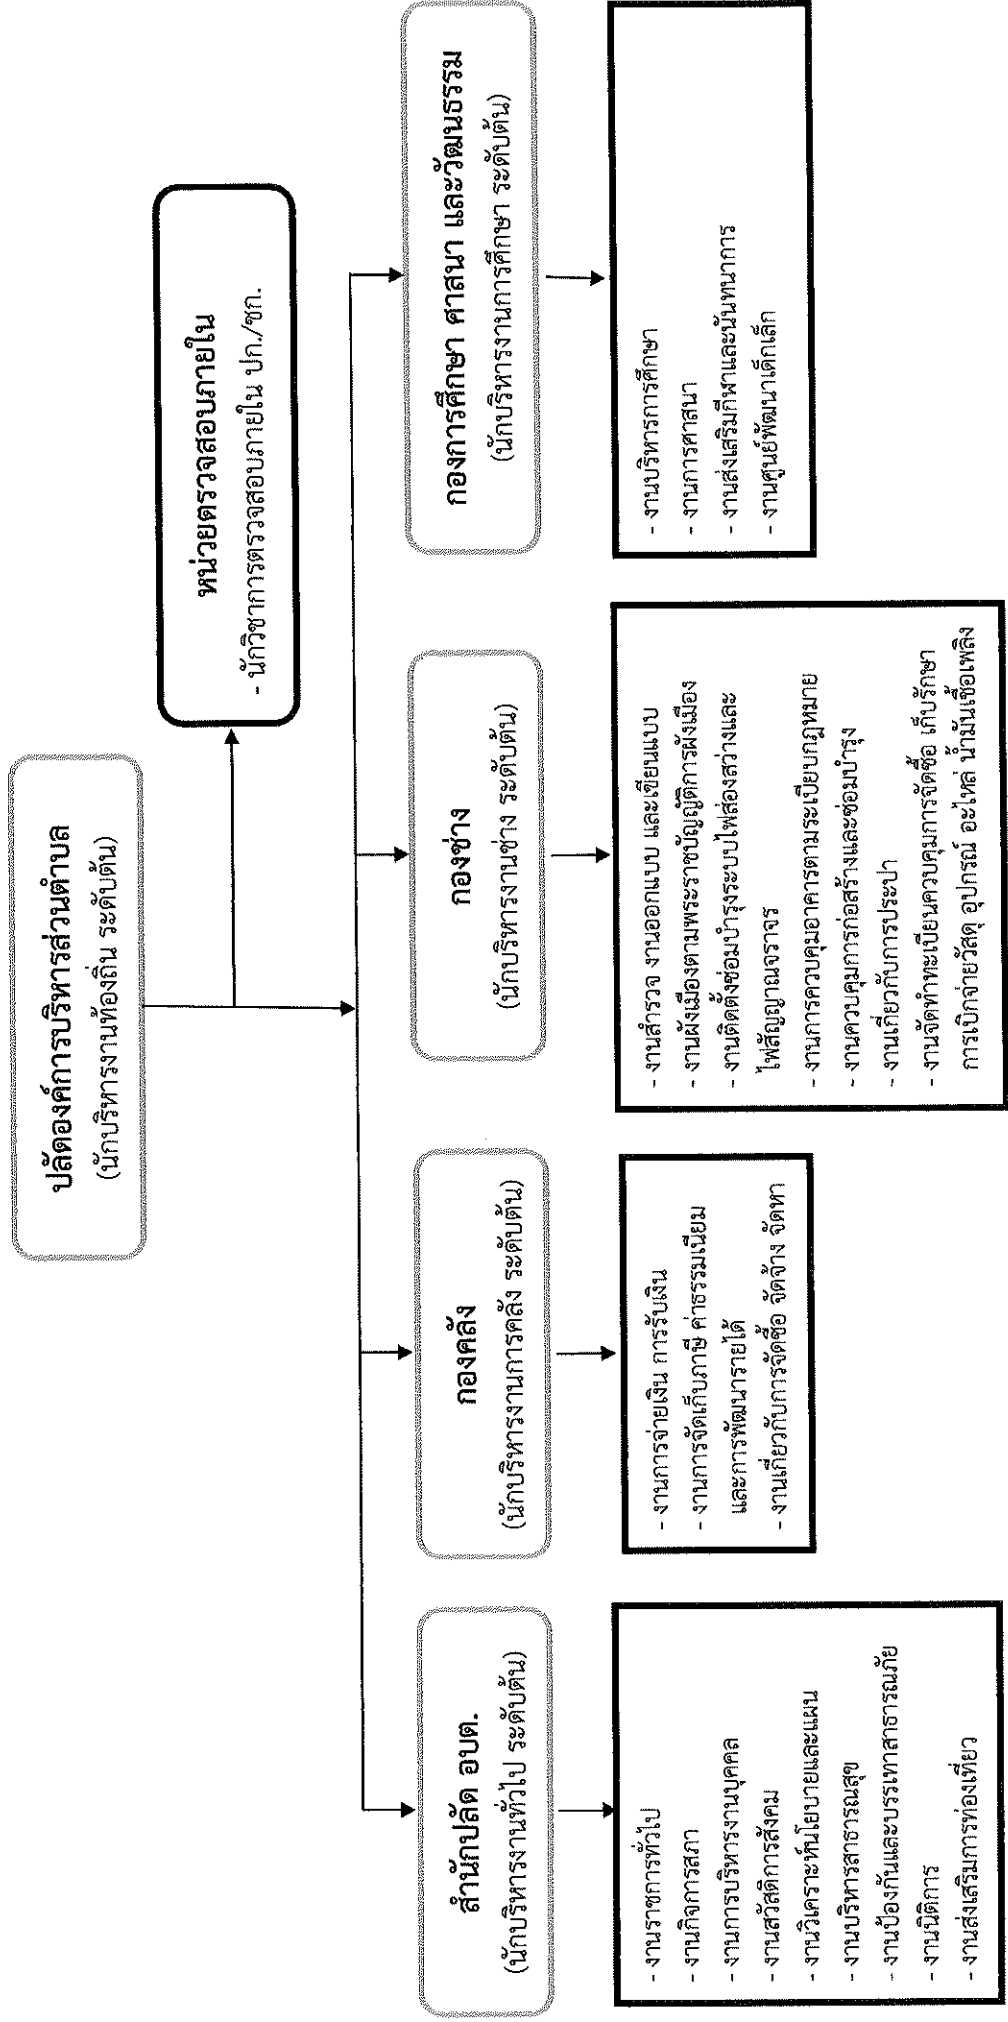 ปลัดองค์การบริหารส่วนตำบล
(นักบริหารงานท้องถิ่น ระดับต้น)
หน่วยตรวจสอบภายใน
- นักวิชาการตรวจสอบภายใน ปก./ชก.
สำนักปลัด อบต.
(นักบริหารงานทั่วไป ระดับต้น)
- งานราชการทั่วไป
- งานกิจการสภา
- งานการบริหารงานบุคคล
- งานสวัสดิการสังคม
- งานวิเคราะห์นโยบายและแผน
- งานบริหารสาธารณสุข
- งานป้องกันและบรรเทาสาธารณภัย
- งานนิติการ
- งานส่งเสริมการท่องเที่ยว
กองคลัง
(นักบริหารงานการคลัง ระดับต้น)
- งานการจ่ายเงิน การรับเงิน
- งานการจัดเก็บภาษี ค่าธรรมเนียม
และการพัฒนารายได้
- งานเกี่ยวกับการจัดซื้อ จัดจ้าง จัดหา
กองช่าง
(นักบริหารงานช่าง ระดับต้น)
- งานสำรวจ งานออกแบบ และเขียนแบบ
- งานผังเมืองตามพระราชบัญญัติการผังเมือง
- งานติดตั้งซ่อมบำรุงระบบไฟส่องสว่างและ
ไฟสัญญาณจราจร
- งานการควบคุมอาคารตามระเบียบกฎหมาย
- งานควบคุมการก่อสร้างและซ่อมบำรุง
- งานเกี่ยวกับการประปา
- งานจัดทำทะเบียนควบคุมการจัดซื้อ เก็บรักษา
การเบิกจ่ายวัสดุ อุปกรณ์ อะไหล่ น้ำมันเชื้อเพลิง
กองการศึกษา ศาสนา และวัฒนธรรม
(นักบริหารงานการศึกษา ระดับต้น)
- งานบริหารการศึกษา
- งานการศาสนา
- งานส่งเสริมกีฬาและนันทนาการ
- งานศูนย์พัฒนาเด็กเล็ก